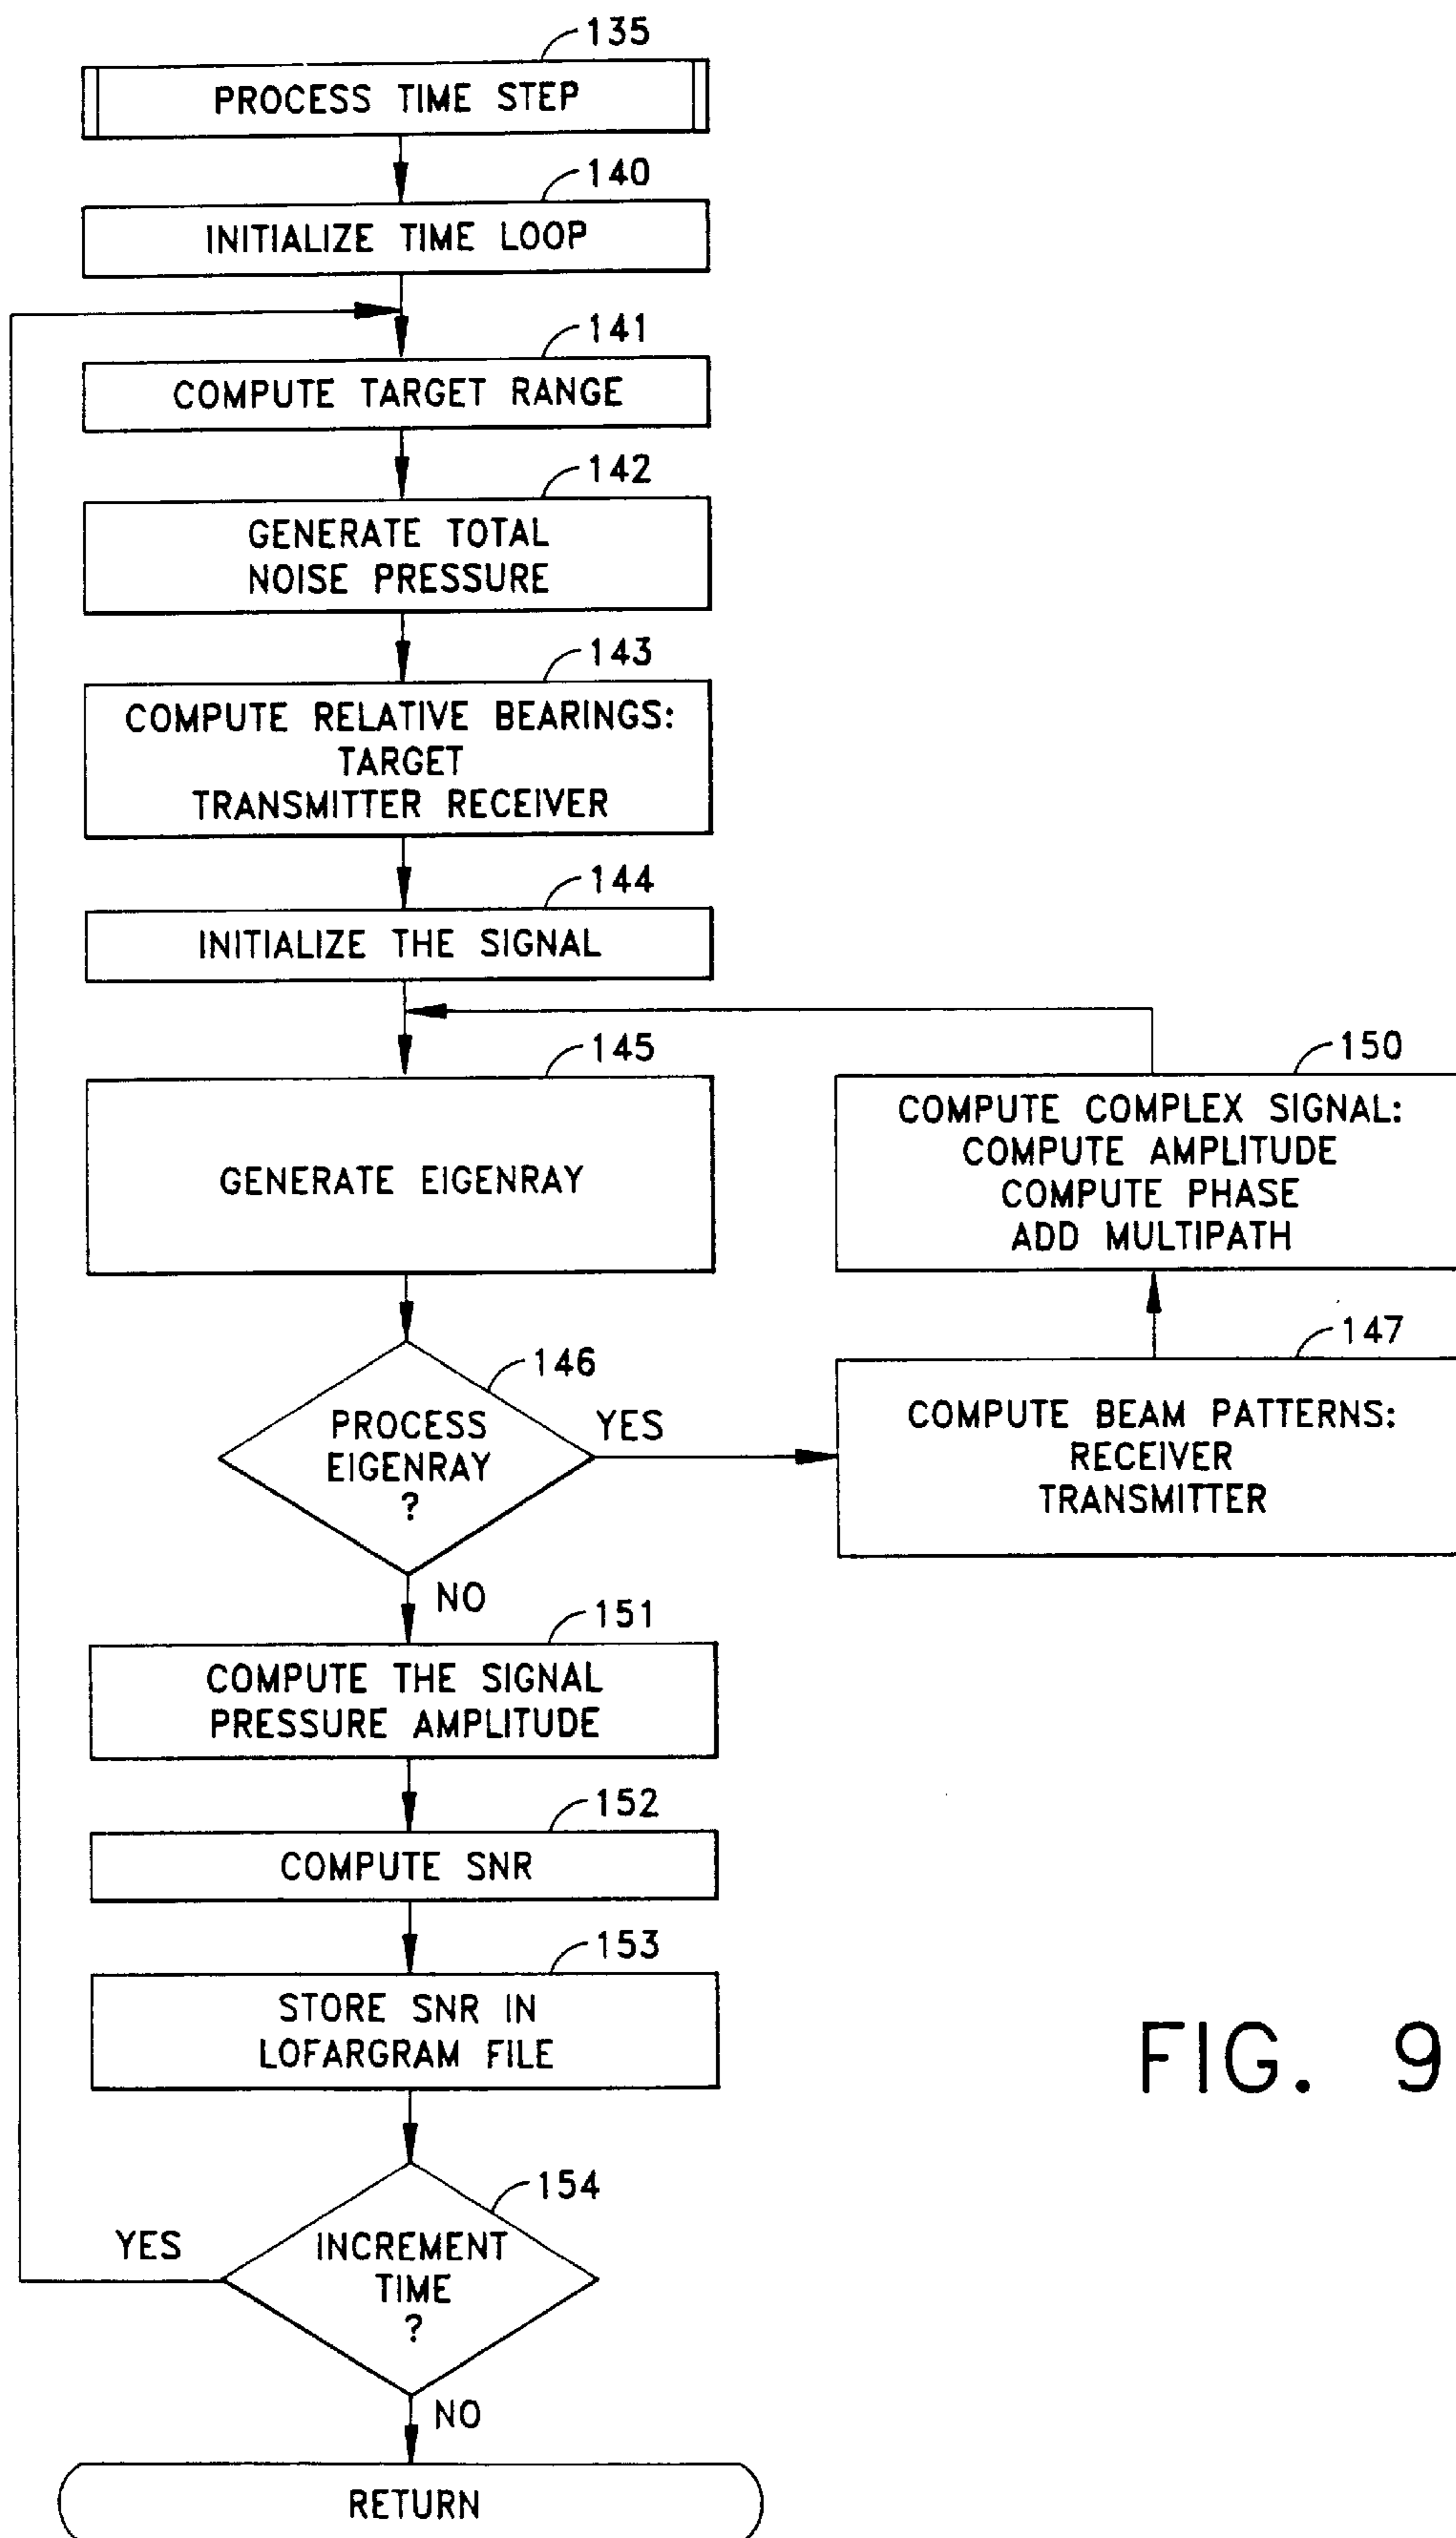 135
PROCESS TIME STEP
140
INITIALIZE TIME LOOP
141
COMPUTE TARGET RANGE
142
GENERATE TOTAL
NOISE PRESSURE
143
COMPUTE RELATIVE BEARINGS:
TARGET
TRANSMITTER RECEIVER
144
INITIALIZE THE SIGNAL
145
GENERATE EIGENRAY
150
COMPUTE COMPLEX SIGNAL:
COMPUTE AMPLITUDE
COMPUTE PHASE
ADD MULTIPATH
146
PROCESS
EIGENRAY
?
YES
147
COMPUTE BEAM PATTERNS:
RECEIVER
TRANSMITTER
NO
151
COMPUTE THE SIGNAL
PRESSURE AMPLITUDE
152
COMPUTE SNR
153
STORE SNR IN
LOFARGRAM FILE
154
INCREMENT
TIME
?
YES
NO
RETURN
FIG. 9